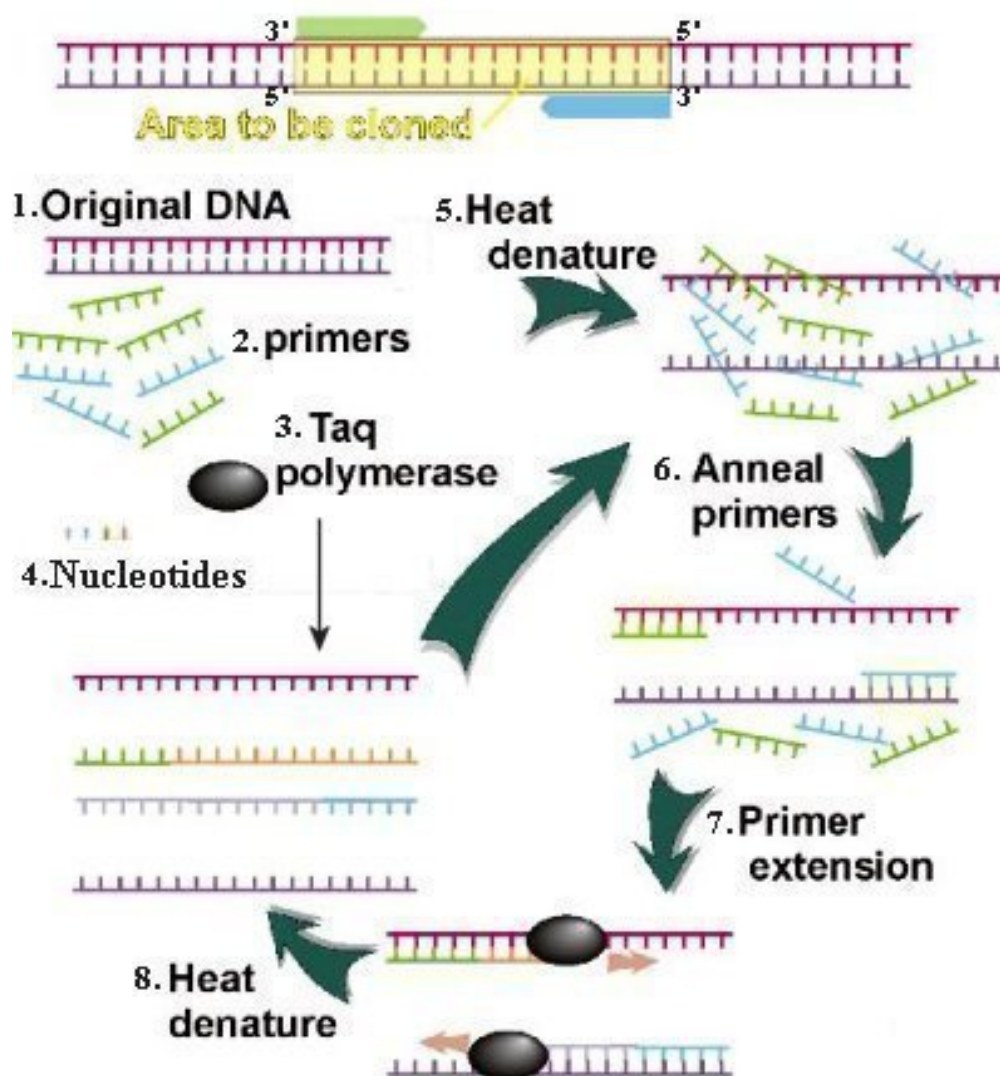 3' 5'
5' 3'
Area to be cloned
1.Original DNA
2.primers
3.Taq
polymerase
4.Nucleotides
5.Heat
denature
6.Anneal
primers
7.Primer
extension
8.Heat
denature